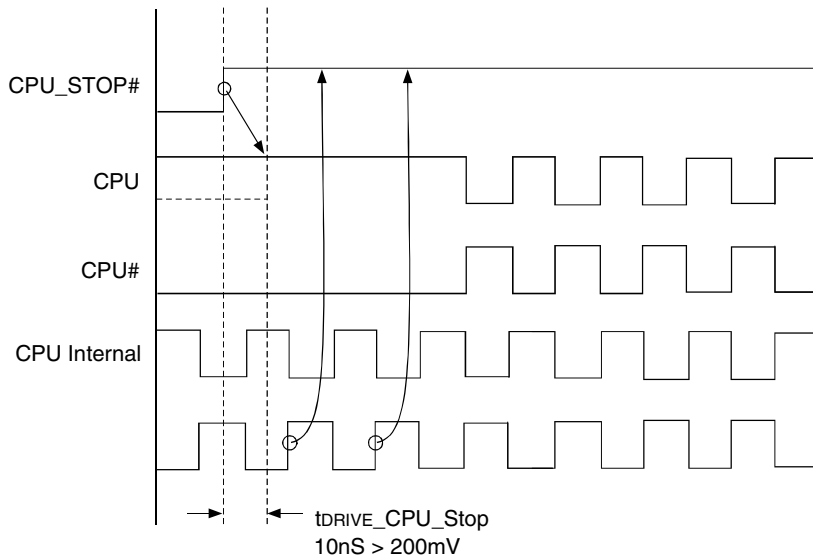 CPU_STOP#
CPU
CPU#
CPU Internal
tDRIVE_CPU_Stop
10nS > 200mV